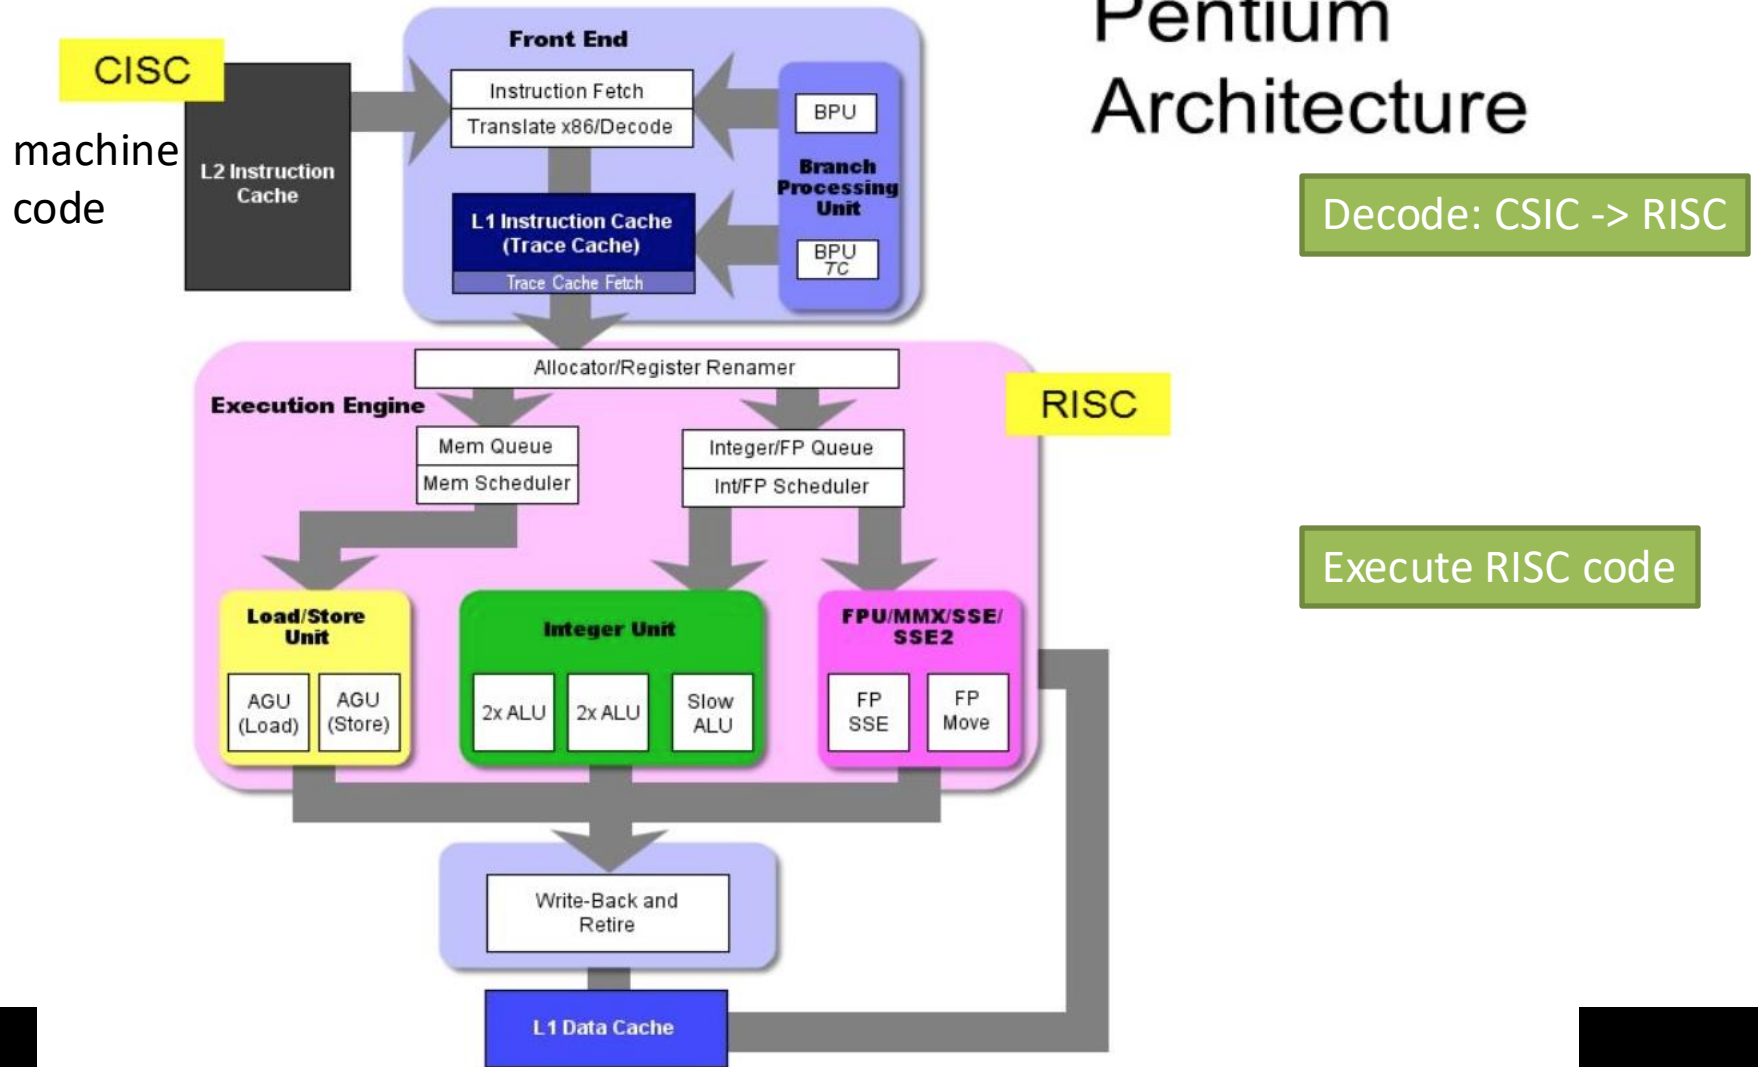 Pentium
Architecture
CISC
machine
code
L2 Instruction
Cache
Front End
Instruction Fetch
Translate x86/Decode
L1 Instruction Cache
(Trace Cache)
Trace Cache Fetch
BPU
Branch
Processing
Unit
BPU
TC
Decode: CSIC -> RISC
Allocator/Register Renamer
Execution Engine
RISC
Mem Queue
Mem Scheduler
Integer/FP Queue
Int/FP Scheduler
Execute RISC code
Load/Store
Unit
AGU
(Load)
AGU
(Store)
Integer Unit
2x ALU
2x ALU
Slow
ALU
FPU/MMX/SSE/
SSE2
FP
SSE
FP
Move
Write-Back and
Retire
L1 Data Cache